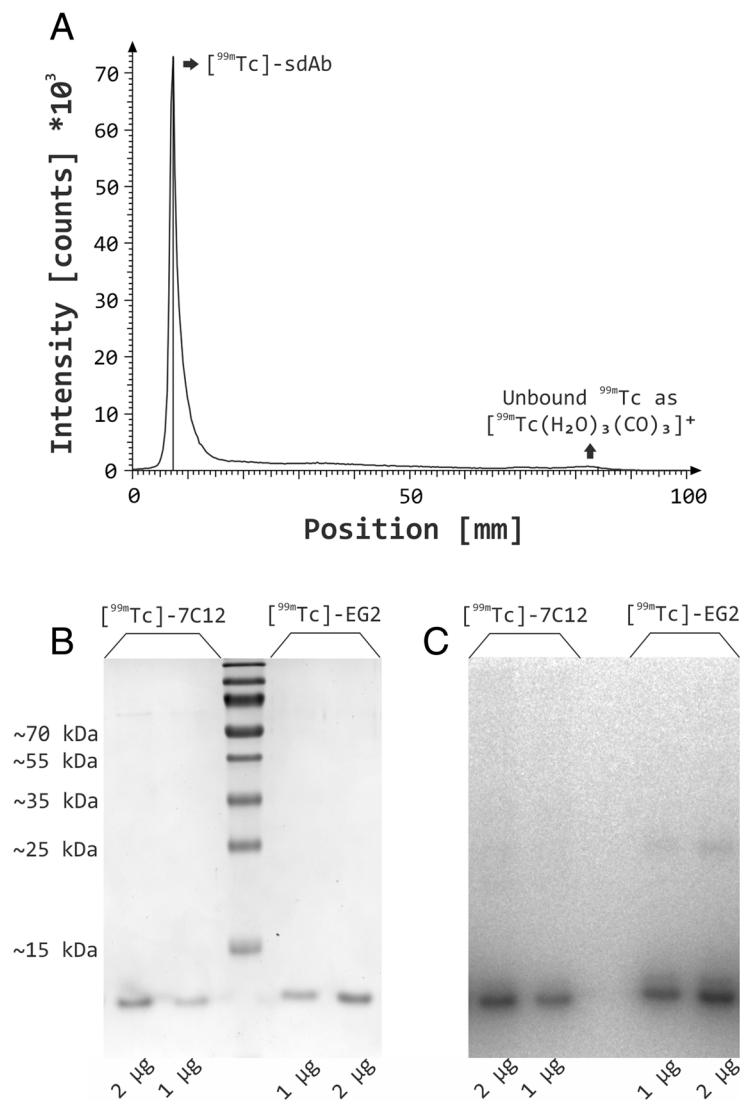 A
Intensity [counts] *10³
70
60
50
40
30
20
10
0
➡ [⁹⁹ᵐTc]-sdAb
Unbound ⁹⁹ᵐTc as
[⁹⁹ᵐTc(H₂O)₃(CO)₃]⁺
0 50 100
Position [mm]
B
[⁹⁹ᵐTc]-7C12 [⁹⁹ᵐTc]-EG2
~70 kDa
~55 kDa
~35 kDa
~25 kDa
~15 kDa
2 µg 1 µg 1 µg 2 µg
C
[⁹⁹ᵐTc]-7C12 [⁹⁹ᵐTc]-EG2
2 µg 1 µg 1 µg 2 µg